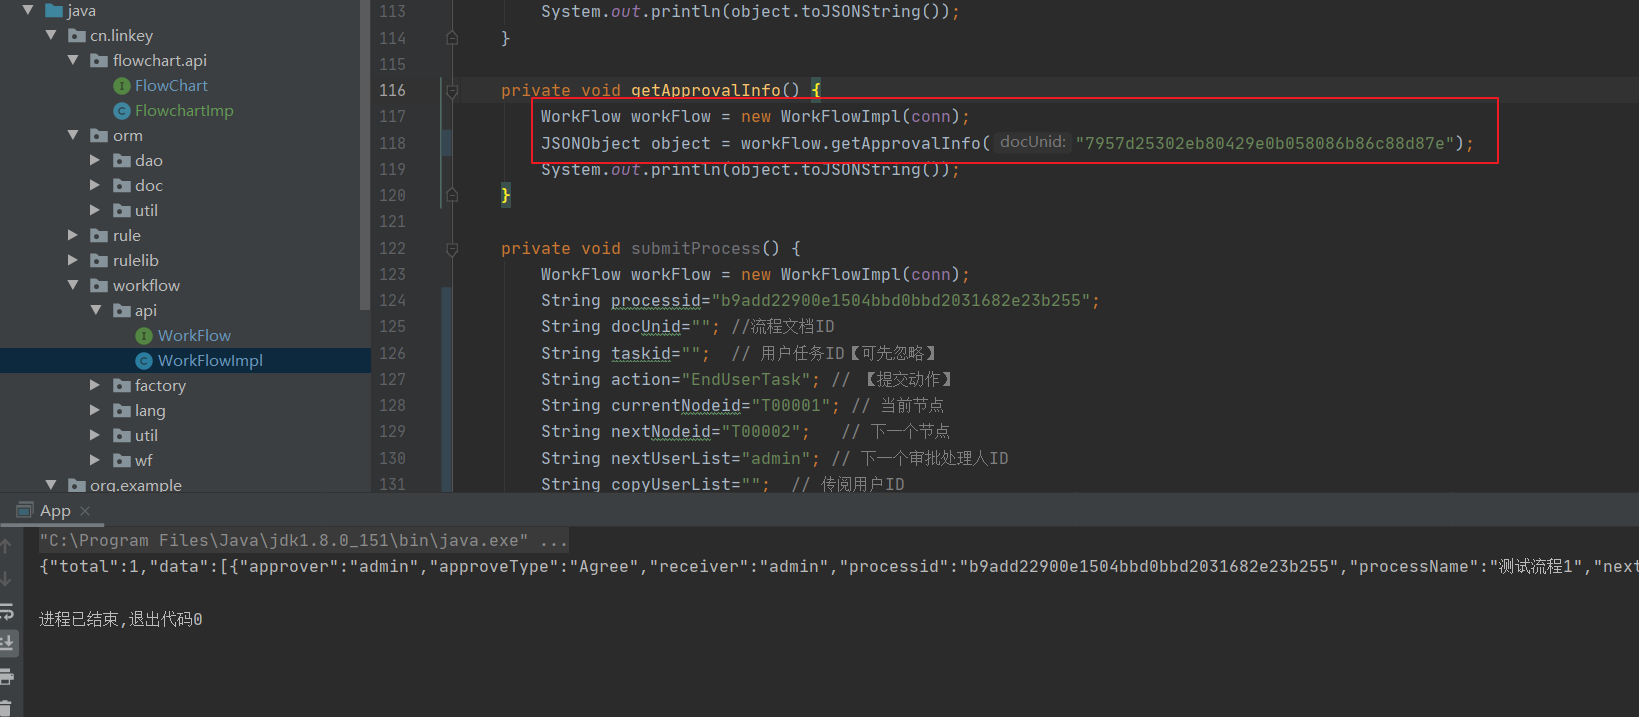 java
cn.linkey
flowchart.api
FlowChart
FlowchartImp
orm
dao
doc
util
rule
rulelib
workflow
api
WorkFlow
WorkFlowImpl
factory
lang
util
wf
org.example
113 System.out.println(object.toJSONString());
114 }
115
116 private void getApprovalInfo() {
117 WorkFlow workFlow = new WorkFlowImpl(conn);
118 JSONObject object = workFlow.getApprovalInfo( docUnid: "7957d25302eb80429e0b058086b86c88d87e");
119 System.out.println(object.toJSONString());
120 }
121
122 private void submitProcess() {
123 WorkFlow workFlow = new WorkFlowImpl(conn);
124 String processid="b9add22900e1504bbd0bbd2031682e23b255";
125 String docUnid=""; //流程文档ID
126 String taskid=""; // 用户任务ID【可先忽略】
127 String action="EndUserTask"; // 【提交动作】
128 String currentNodeid="T00001"; // 当前节点
129 String nextNodeid="T00002"; // 下一个节点
130 String nextUserList="admin"; // 下一个审批处理人ID
131 String copyUserList=""; // 传阅用户ID
App
"C:\Program Files\Java\jdk1.8.0_151\bin\java.exe" ...
{"total":1,"data":[{"approver":"admin","approveType":"Agree","receiver":"admin","processid":"b9add22900e1504bbd0bbd2031682e23b255","processName":"测试流程1","next
进程已结束,退出代码0